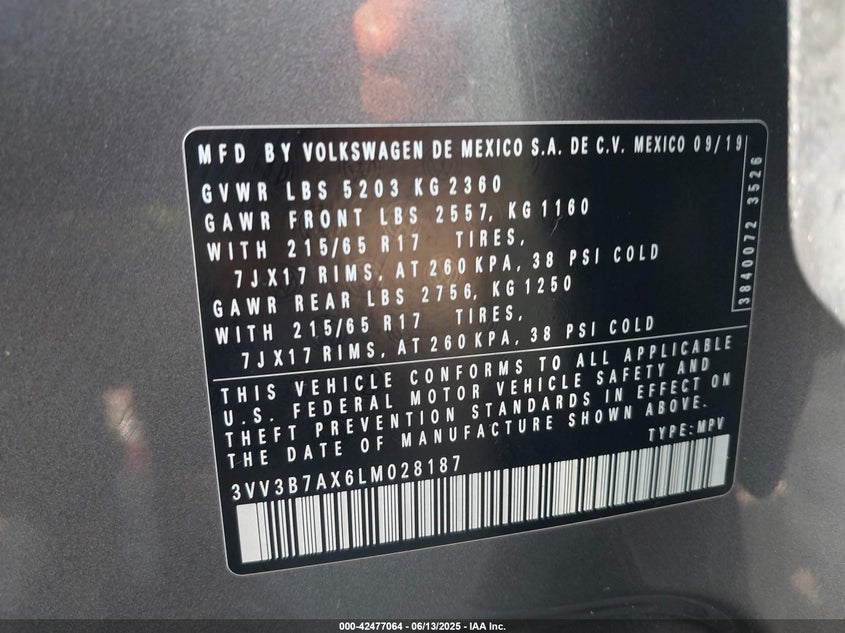 MFD BY VOLKSWAGEN DE MEXICO S.A. DE C.V. MEXICO 09/19
GVWR LBS 5203 KG 2360
GAWR FRONT LBS 2557, KG 1160
WITH 215/65 R17 TIRES,
7JX17 RIMS, AT 260 KPA, 38 PSI COLD
GAWR REAR LBS 2756, KG 1250
WITH 215/65 R17 TIRES,
7JX17 RIMS, AT 260 KPA, 38 PSI COLD
3840072 3526
THIS VEHICLE CONFORMS TO ALL APPLICABLE
U.S. FEDERAL MOTOR VEHICLE SAFETY AND
THEFT PREVENTION STANDARDS IN EFFECT ON
THE DATE OF MANUFACTURE SHOWN ABOVE.
TYPE: MPV
3VV3B7AX6LM028187
000-42477064 - 06/13/2025 - IAA Inc.